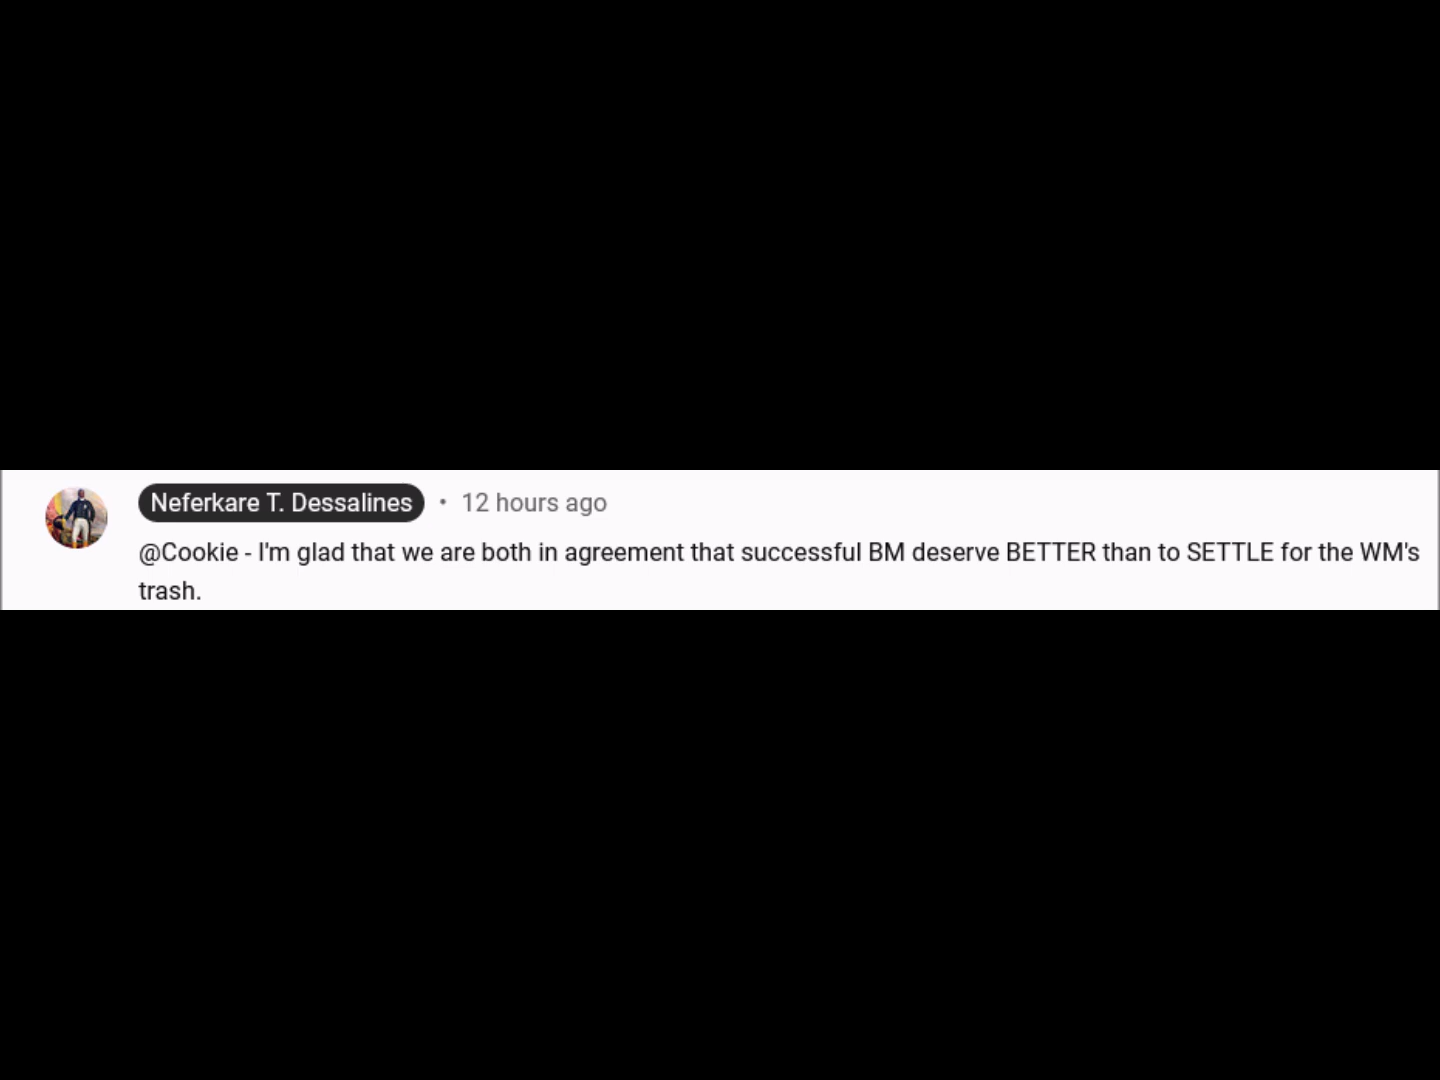 Neferkare T. Dessalines • 12 hours ago
@Cookie - I'm glad that we are both in agreement that successful BM deserve BETTER than to SETTLE for the WM's
trash.